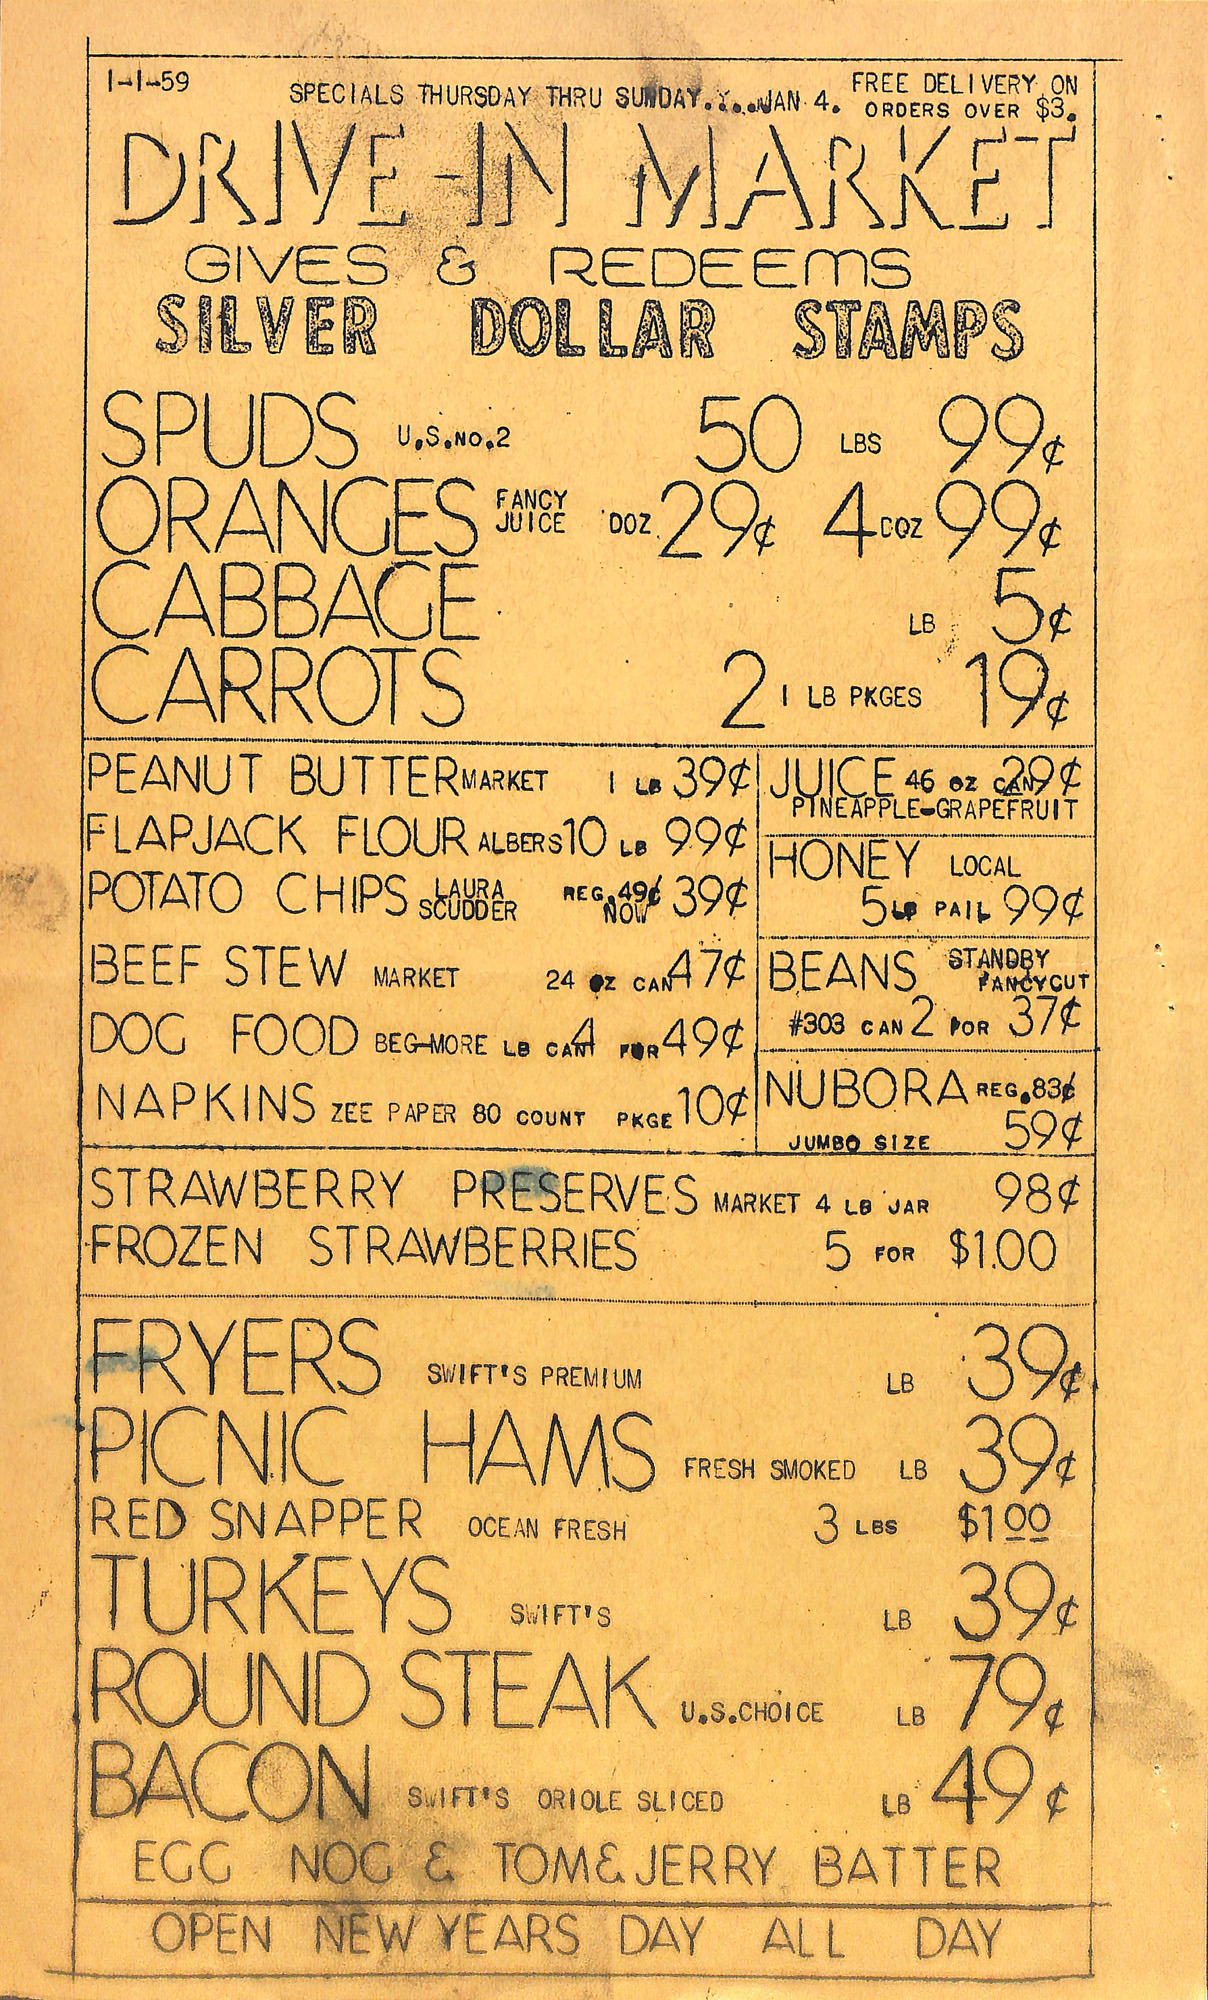 1-1-59 SPECIALS THURSDAY THRU SUNDAY.Y..JAN 4. FREE DELIVERY ON
ORDERS OVER $3.
DRIVE-IN MARKET
GIVES & REDEEMS
SILVER DOLLAR STAMPS
SPUDS U.S.NO.2 50 LBS 99¢
ORANGES FANCY JUICE DOZ 29¢ 4 DOZ 99¢
CABBAGE LB 5¢
CARROTS 2 1 LB PKGES 19¢
PEANUT BUTTER MARKET 1 LB 39¢
FLAPJACK FLOUR ALBERS 10 LB 99¢
POTATO CHIPS LAURA SCUDDER REG.49¢ NOW 39¢
BEEF STEW MARKET 24 OZ CAN 47¢
DOG FOOD BEG-MORE LB CAN 4 FOR 49¢
NAPKINS ZEE PAPER 80 COUNT PKGE 10¢
JUICE 46 OZ CAN 29¢
PINEAPPLE-GRAPEFRUIT
HONEY LOCAL
5 LB PAIL 99¢
BEANS STANDBY
FANCYCUT
#303 CAN 2 FOR 37¢
NUBORA REG.83¢
JUMBO SIZE 59¢
STRAWBERRY PRESERVES MARKET 4 LB JAR 98¢
FROZEN STRAWBERRIES 5 FOR $1.00
FRYERS SWIFT'S PREMIUM LB 39¢
PICNIC HAMS FRESH SMOKED LB 39¢
RED SNAPPER OCEAN FRESH 3 LBS $1.00
TURKEYS SWIFT'S LB 39¢
ROUND STEAK U.S.CHOICE LB 79¢
BACON SWIFT'S ORIOLE SLICED LB 49¢
EGG NOG & TOM&JERRY BATTER
OPEN NEW YEARS DAY ALL DAY